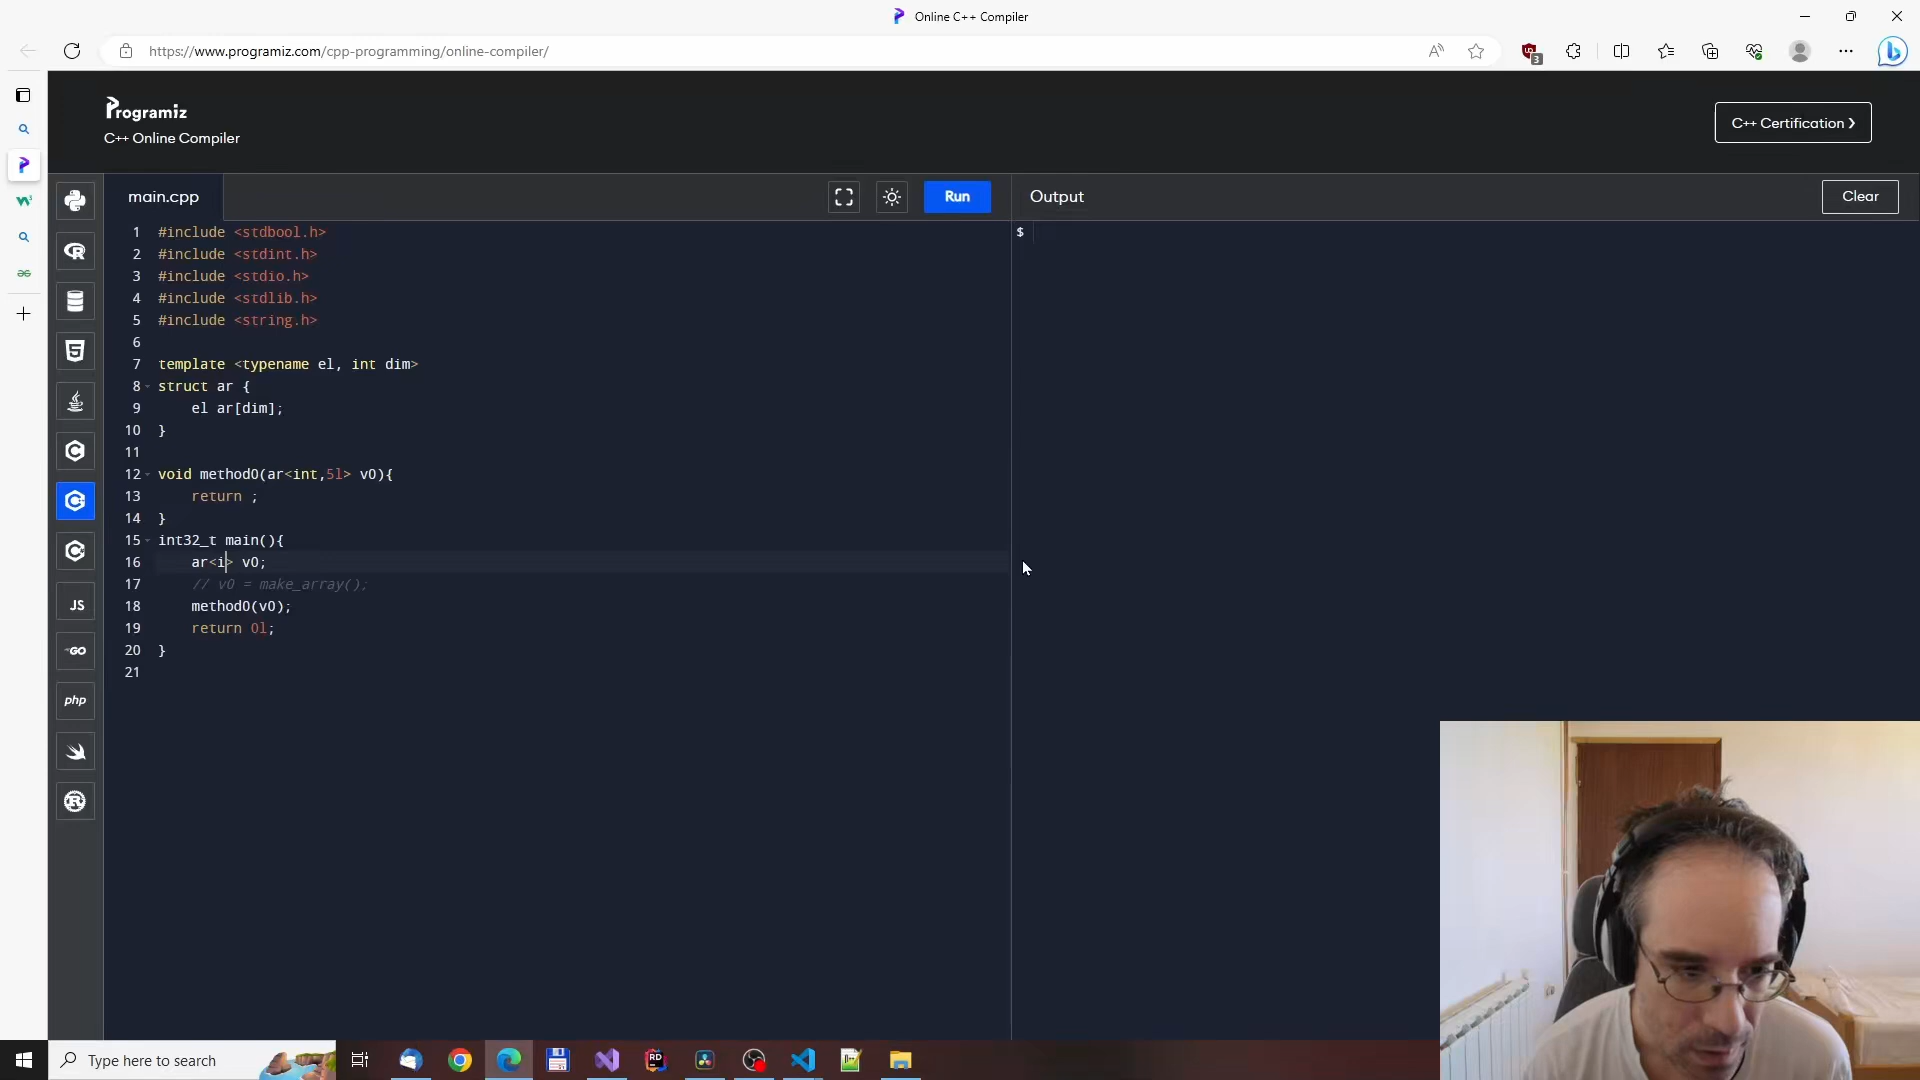 Online C++ Compiler
https://www.programiz.com/cpp-programming/online-compiler/
3
Programiz
C++ Online Compiler
C++ Certification ❯
main.cpp
Run
Output
Clear
1 #include <stdbool.h>
$
2 #include <stdint.h>
3 #include <stdio.h>
4 #include <stdlib.h>
5 #include <string.h>
6
7 template <typename el, int dim>
8 struct ar {
9     el ar[dim];
10 }
11
12 void method0(ar<int,5l> v0){
13     return ;
14 }
15 int32_t main(){
16     ar<i> v0;
17     // v0 = make_array();
18     method0(v0);
19     return 0l;
20 }
21
JS
GO
php
RD
Type here to search